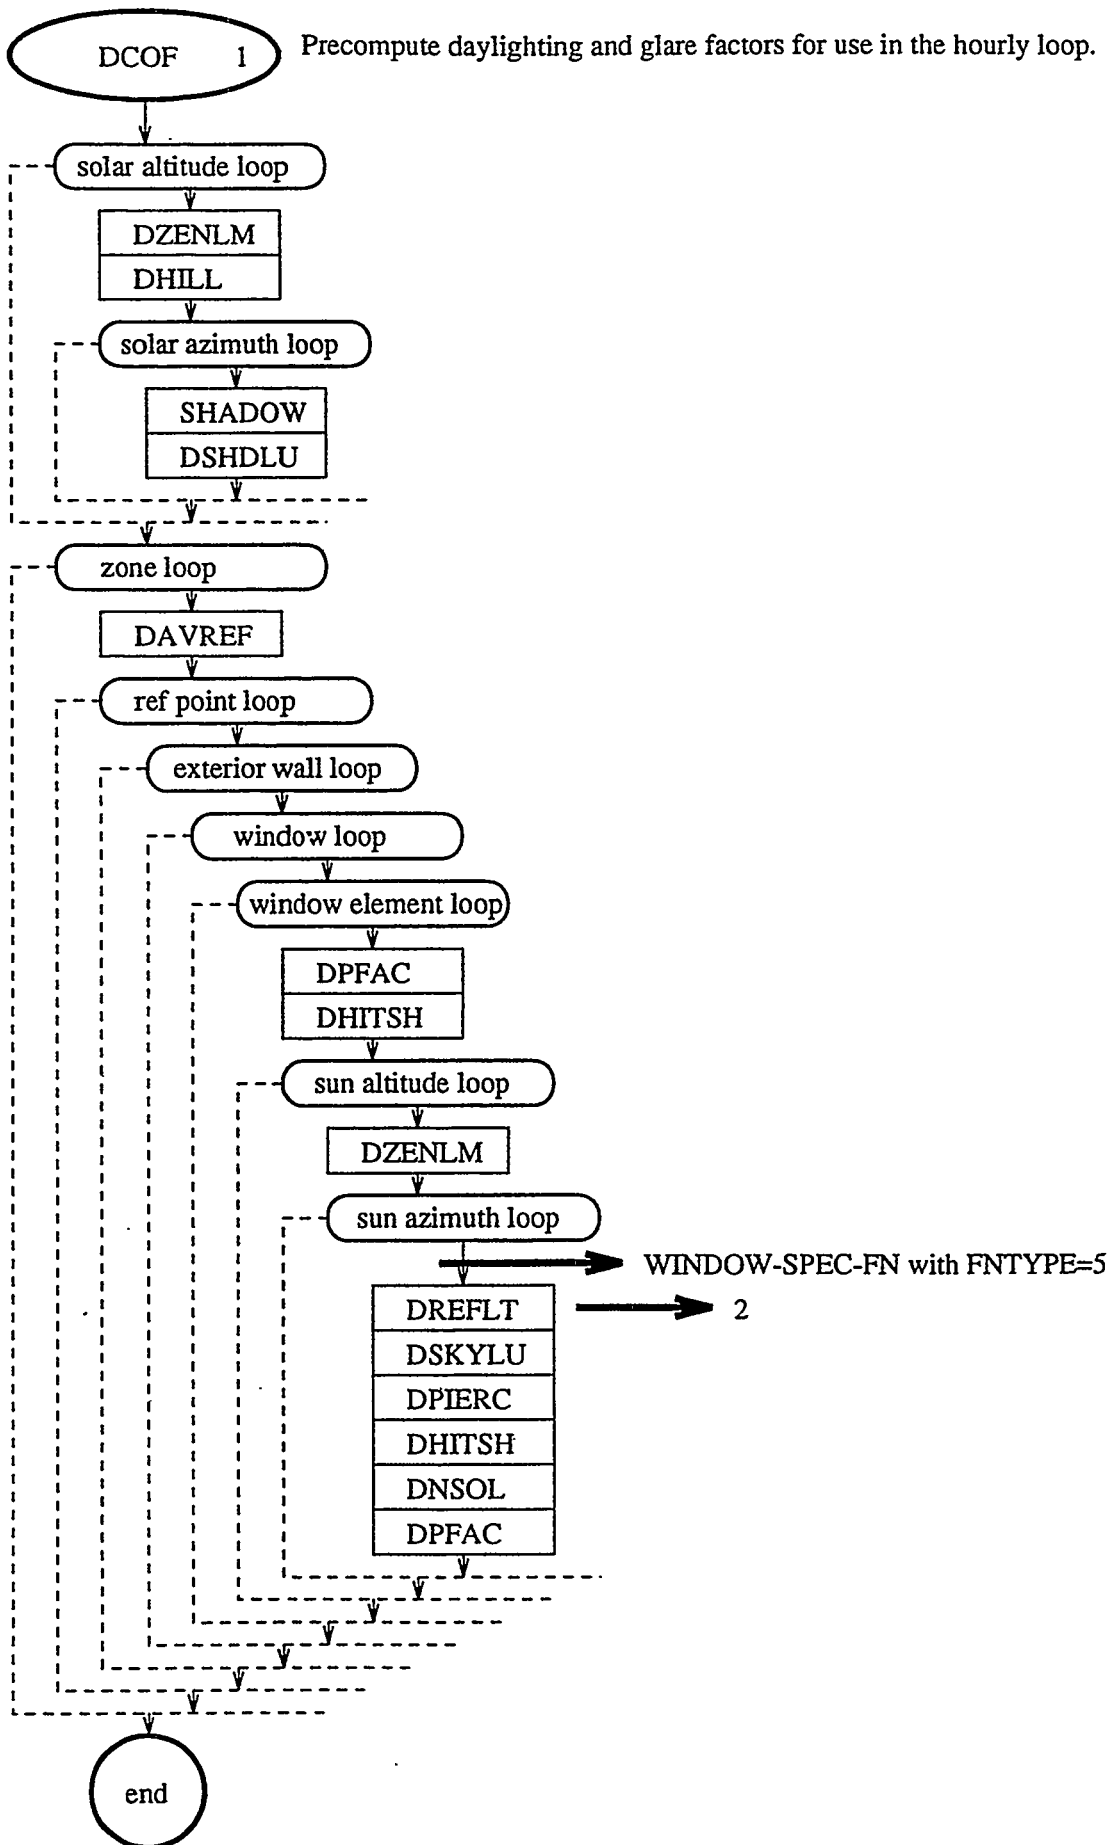 DCOF 1 Precompute daylighting and glare factors for use in the hourly loop.
solar altitude loop
DZENLM
DHILL
solar azimuth loop
SHADOW
DSHDLU
zone loop
DAVREF
ref point loop
exterior wall loop
window loop
window element loop
DPFAC
DHITSH
sun altitude loop
DZENLM
sun azimuth loop
WINDOW-SPEC-FN with FNTYPE=5
DREFLT 2
DSKYLU
DPIERC
DHITSH
DNSOL
DPFAC
end